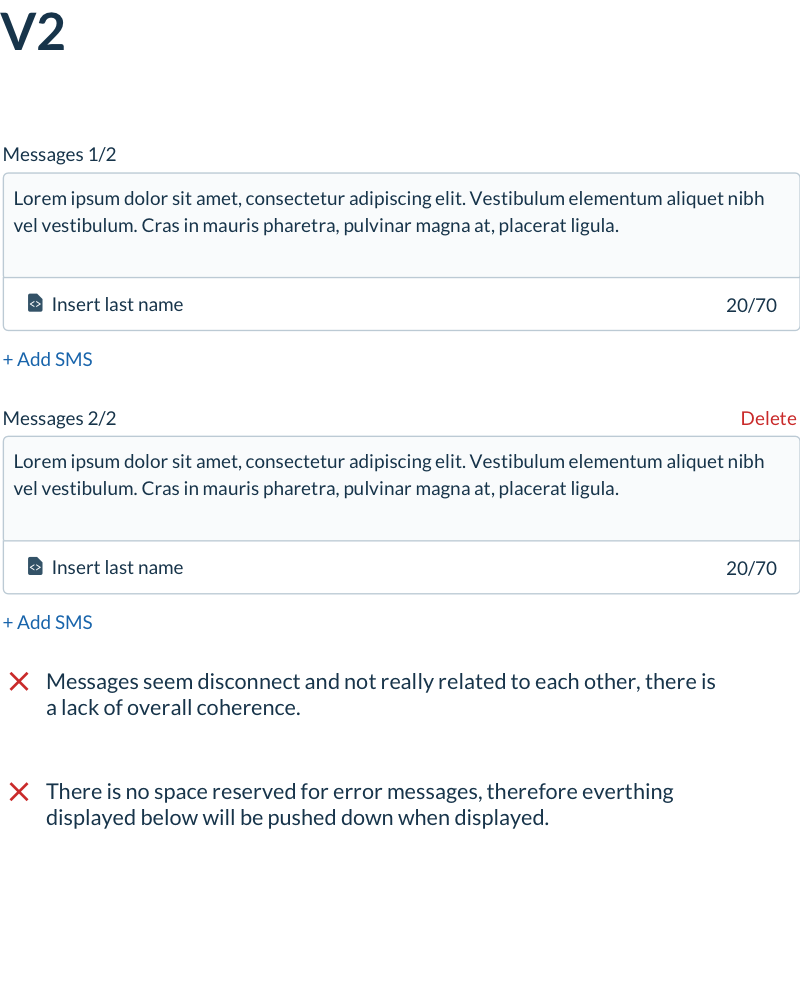 V2
Messages 1/2
Lorem ipsum dolor sit amet, consectetur adipiscing elit. Vestibulum elementum aliquet nibh
vel vestibulum. Cras in mauris pharetra, pulvinar magna at, placerat ligula.
<> Insert last name 20/70
+ Add SMS
Messages 2/2 Delete
Lorem ipsum dolor sit amet, consectetur adipiscing elit. Vestibulum elementum aliquet nibh
vel vestibulum. Cras in mauris pharetra, pulvinar magna at, placerat ligula.
<> Insert last name 20/70
+ Add SMS
Messages seem disconnect and not really related to each other, there is
a lack of overall coherence.
There is no space reserved for error messages, therefore everthing
displayed below will be pushed down when displayed.